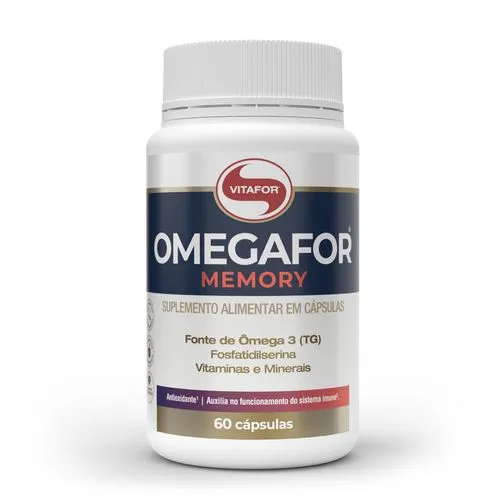 VITAFOR®
OMEGAFOR®
MEMORY
SUPLEMENTO ALIMENTAR EM CÁPSULAS
Fonte de Ômega 3 (TG)
Fosfatidilserina
Vitaminas e Minerais
Antioxidante¹ | Auxilia no funcionamento do sistema imune².
60 cápsulas